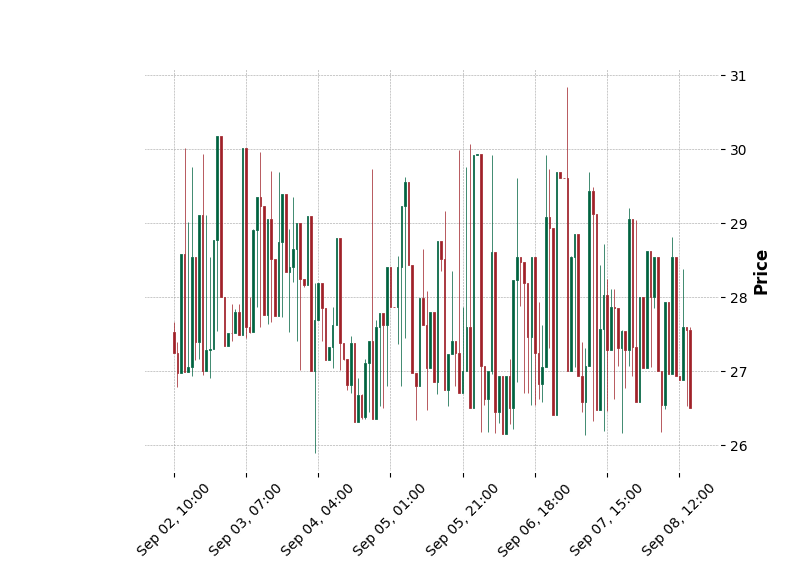 31
30
29
28
27
26
Price
Sep 02, 10:00
Sep 03, 07:00
Sep 04, 04:00
Sep 05, 01:00
Sep 05, 21:00
Sep 06, 18:00
Sep 07, 15:00
Sep 08, 12:00